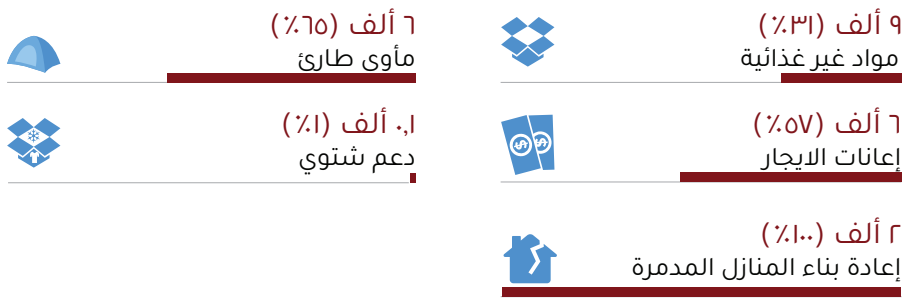 ٩ ألف (٣١٪)
مواد غير غذائية
٦ ألف (٦٥٪)
مأوى طارئ
٦ ألف (٥٧٪)
إعانات الايجار
٠,١ ألف (١٪)
دعم شتوي
٢ ألف (١٠٠٪)
إعادة بناء المنازل المدمرة